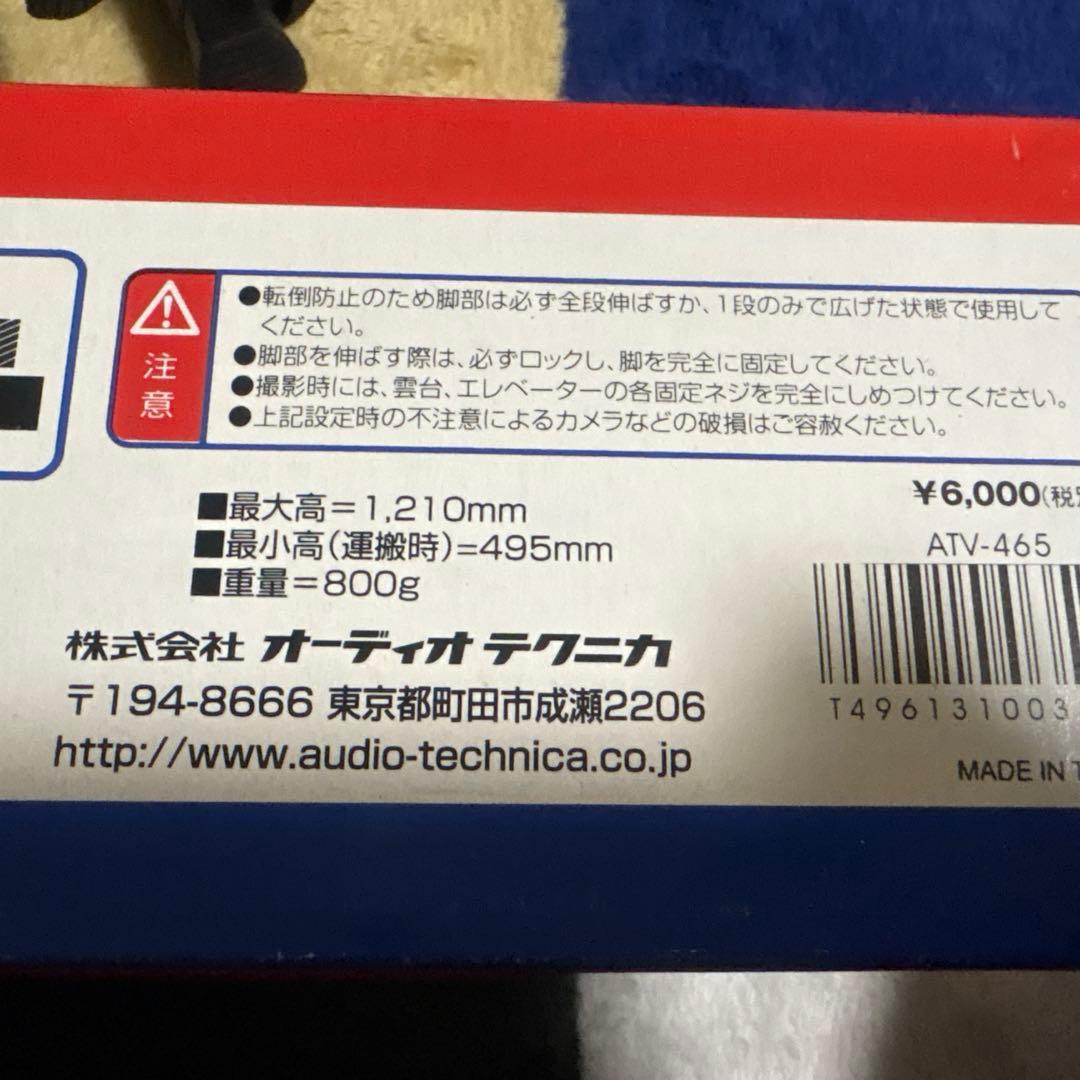 注意
●転倒防止のため脚部は必ず全段伸ばすか、1段のみで広げた状態で使用して
ください。
●脚部を伸ばす際は、必ずロックし、脚を完全に固定してください。
●撮影時には、雲台、エレベーターの各固定ネジを完全にしめつけてください。
●上記設定時の不注意によるカメラなどの破損はご容赦ください。
■最大高=1,210mm
■最小高(運搬時)=495mm
■重量=800g
¥6,000(税
ATV-465
T496131003
MADE IN T
株式会社 オーディオテクニカ
〒194-8666 東京都町田市成瀬2206
http://www.audio-technica.co.jp